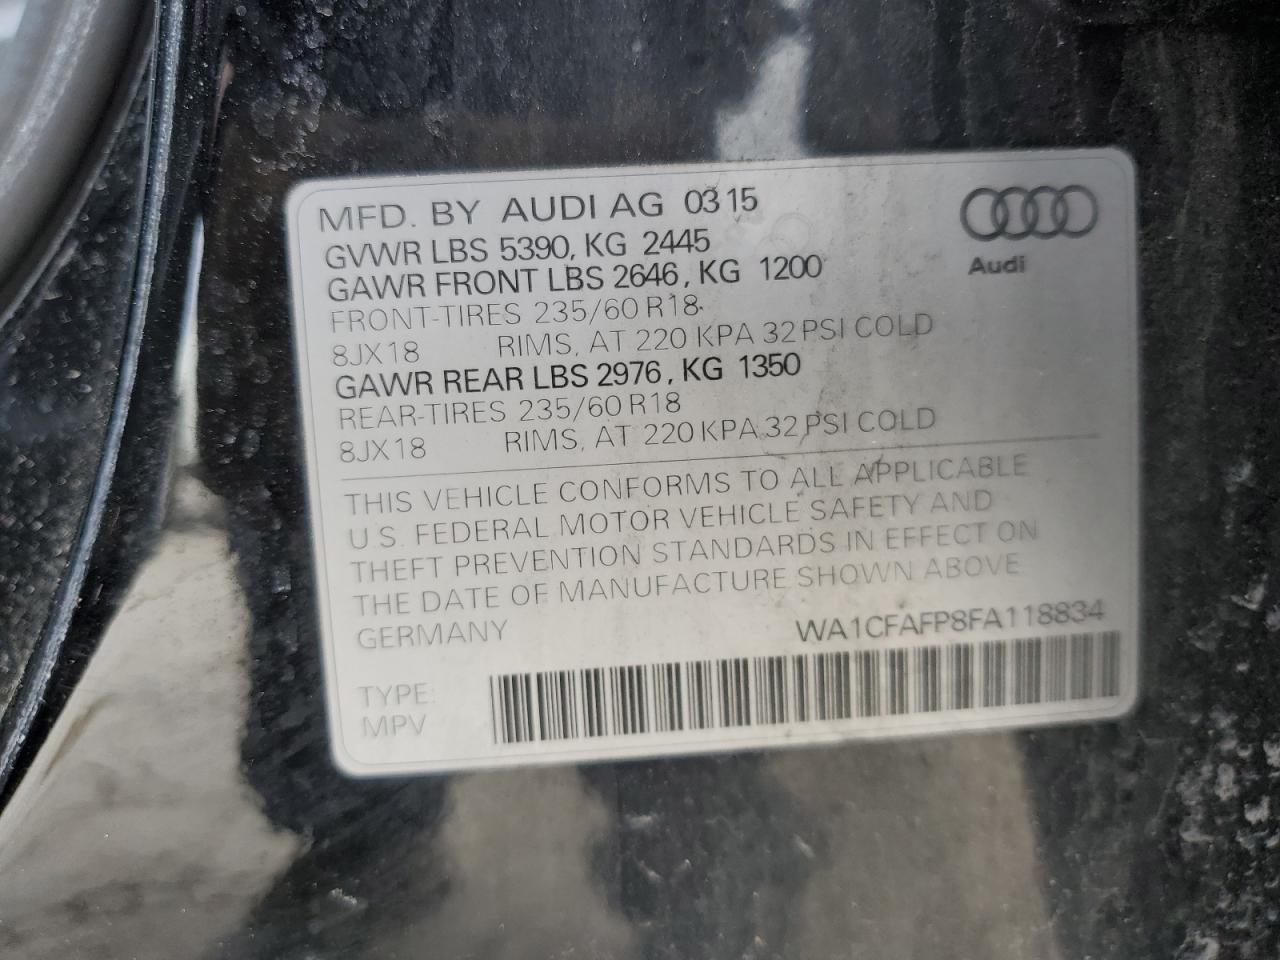 MFD. BY AUDI AG 03 15
GVWR LBS 5390, KG 2445
GAWR FRONT LBS 2646, KG 1200
FRONT-TIRES 235/60 R18
8JX18 RIMS, AT 220 KPA 32 PSI COLD
GAWR REAR LBS 2976, KG 1350
REAR-TIRES 235/60 R18
8JX18 RIMS, AT 220 KPA 32 PSI COLD
Audi
THIS VEHICLE CONFORMS TO ALL APPLICABLE
U.S. FEDERAL MOTOR VEHICLE SAFETY AND
THEFT PREVENTION STANDARDS IN EFFECT ON
THE DATE OF MANUFACTURE SHOWN ABOVE
GERMANY WA1CFAFP8FA118834
TYPE:
MPV